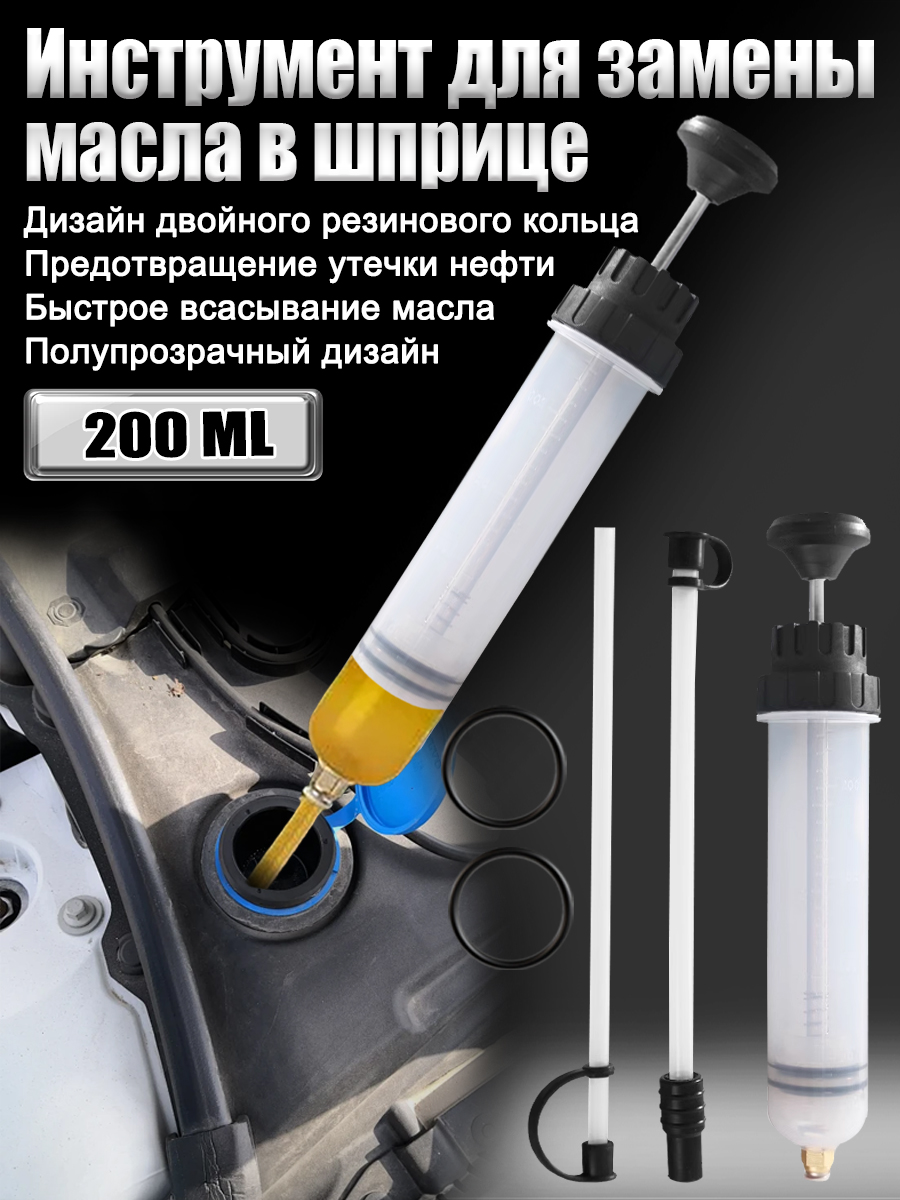 Инструмент для замены
масла в шприце
Дизайн двойного резинового кольца
Предотвращение утечки нефти
Быстрое всасывание масла
Полупрозрачный дизайн
200 ML